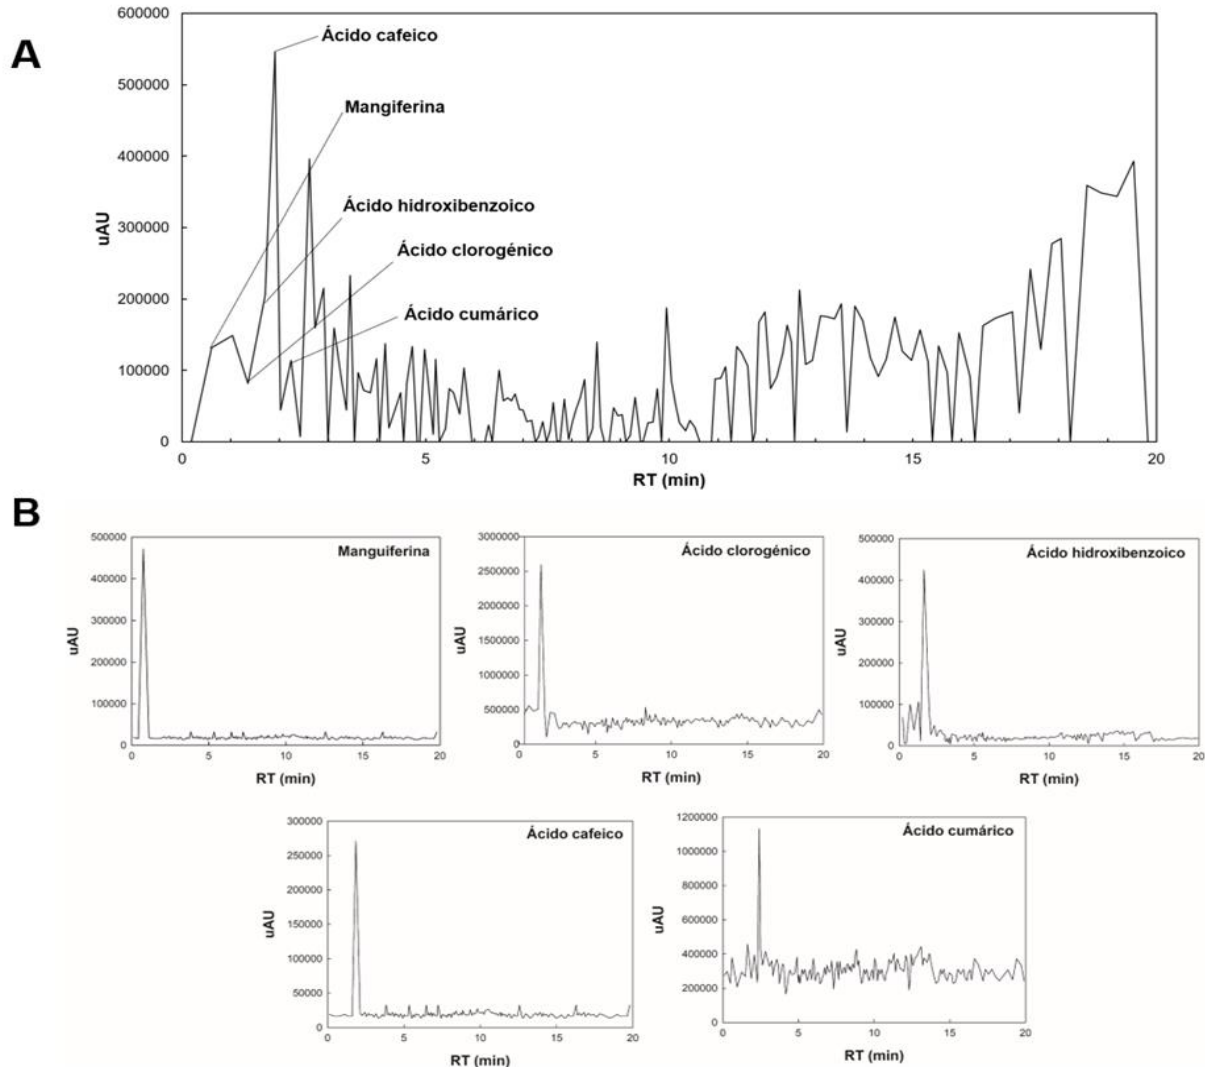 A
600000
500000
400000
300000
200000
100000
0
uAU
Ácido cafeico
Mangiferina
Ácido hidroxibenzoico
Ácido clorogénico
Ácido cumárico
0 5 10 15 20
RT (min)
B
Manguiferina
500000
400000
300000
200000
100000
0
uAU
0 5 10 15 20
RT (min)
Ácido clorogénico
3000000
2500000
2000000
1500000
1000000
500000
0
uAU
0 5 10 15 20
RT (min)
Ácido hidroxibenzoico
500000
400000
300000
200000
100000
0
uAU
0 5 10 15 20
RT (min)
Ácido cafeico
300000
250000
200000
150000
100000
50000
0
uAU
0 5 10 15 20
RT (min)
Ácido cumárico
1200000
1000000
800000
600000
400000
200000
0
uAU
0 5 10 15 20
RT (min)